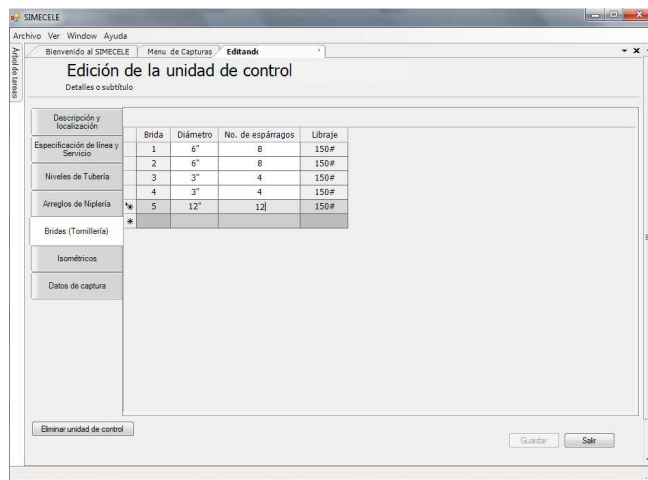 SIMECELE
Archivo Ver Window Ayuda
Arbol de tareas
Bienvenido al SIMECELE Menu de Capturas Editando
Edición de la unidad de control
Detalles o subtítulo
Descripción y localización
Especificación de línea y Servicio
Niveles de Tubería
Arreglos de Niplería
Bridas (Tornillería)
Isométricos
Datos de captura
Brida Diámetro No. de espárragos Libraje
1 6" 8 150#
2 6" 8 150#
3 3" 4 150#
4 3" 4 150#
5 12" 12 150#
Eliminar unidad de control
Guardar Salir